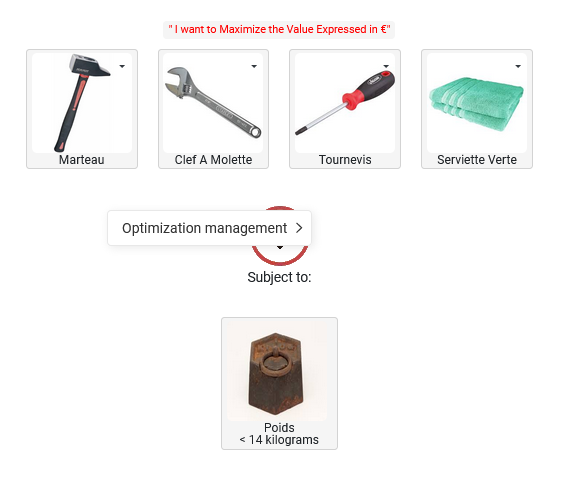 " I want to Maximize the Value Expressed in €"
Marteau
Clef A Molette
Tournevis
Serviette Verte
Optimization management
Subject to:
Poids
< 14 kilograms